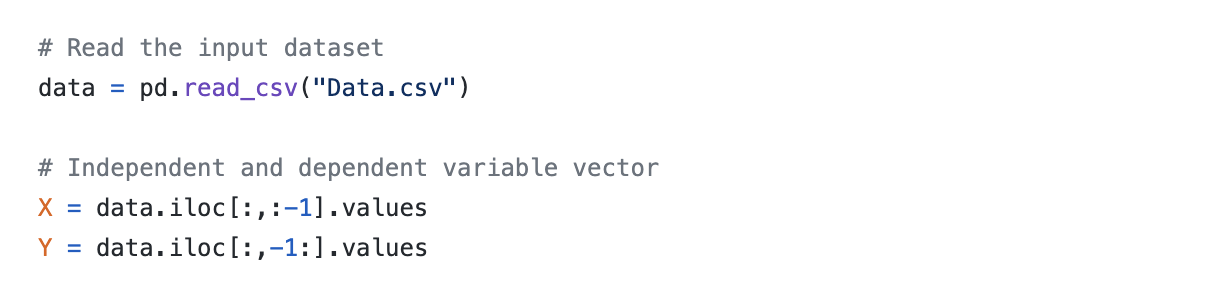 # Read the input dataset
data = pd.read_csv("Data.csv")
# Independent and dependent variable vector
X = data.iloc[:,:-1].values
Y = data.iloc[:,-1:].values